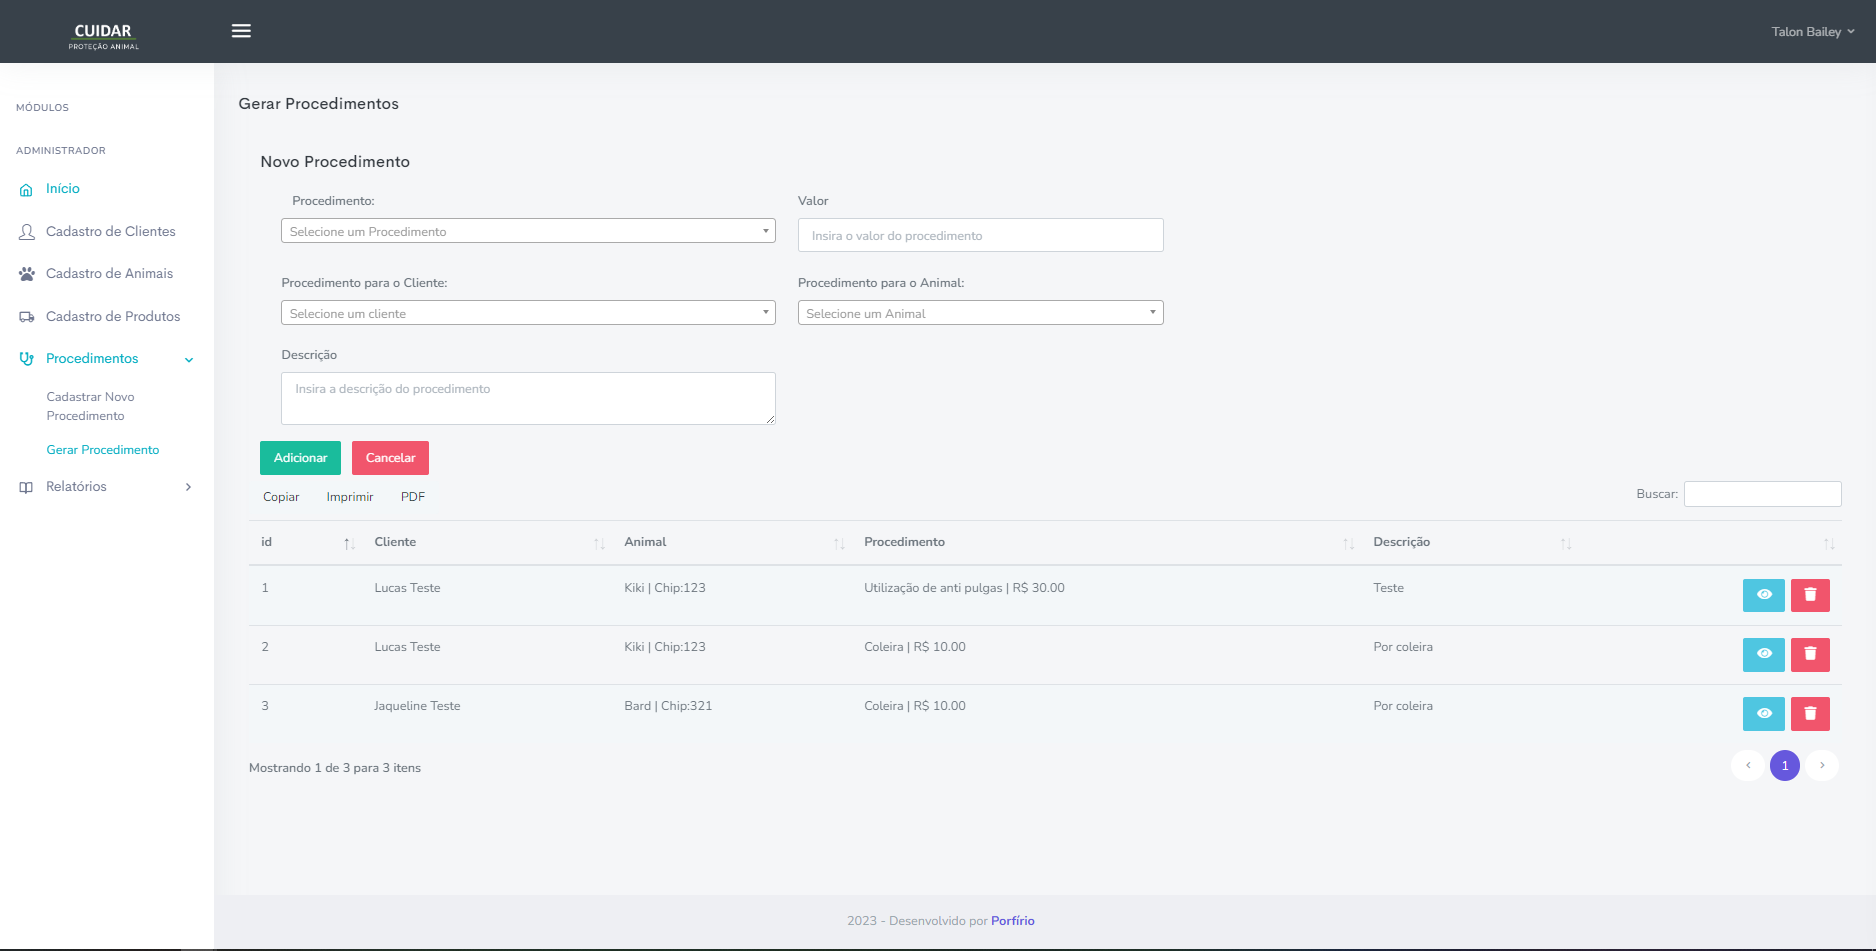 CUIDAR
PROTEÇÃO ANIMAL
Talon Bailey
MÓDULOS
ADMINISTRADOR
Início
Cadastro de Clientes
Cadastro de Animais
Cadastro de Produtos
Procedimentos
Cadastrar Novo
Procedimento
Gerar Procedimento
Relatórios
Gerar Procedimentos
Novo Procedimento
Procedimento: Valor
Selecione um Procedimento Insira o valor do procedimento
Procedimento para o Cliente: Procedimento para o Animal:
Selecione um cliente Selecione um Animal
Descrição
Insira a descrição do procedimento
Adicionar Cancelar
Copiar Imprimir PDF Buscar:
id Cliente Animal Procedimento Descrição
1 Lucas Teste Kiki | Chip:123 Utilização de anti pulgas | R$ 30.00 Teste
2 Lucas Teste Kiki | Chip:123 Coleira | R$ 10.00 Por coleira
3 Jaqueline Teste Bard | Chip:321 Coleira | R$ 10.00 Por coleira
Mostrando 1 de 3 para 3 itens ‹ 1 ›
2023 - Desenvolvido por Porfírio